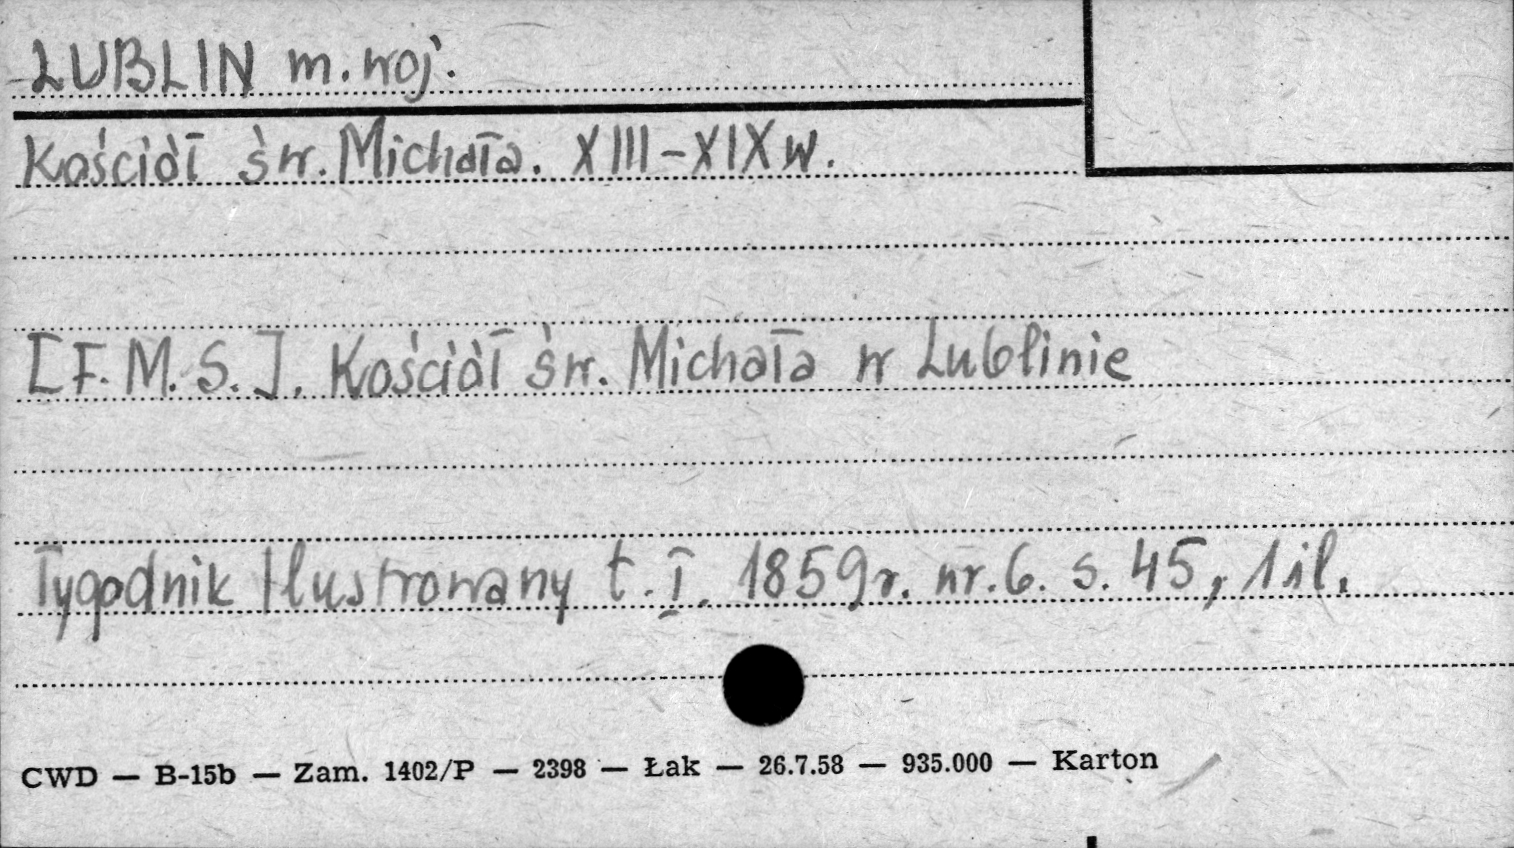 LUBLIN m. woj.
Kościół św. Michała. XIII-XIX w.
[F. M. S.]. Kościół św. Michała w Lublinie
Tygodnik Ilustrowany t. I. 1859 r. nr. 6. s. 45, 1 il.
CWD — B-15b — Zam. 1402/P — 2398 — Łak — 26.7.58 — 935.000 — Karton